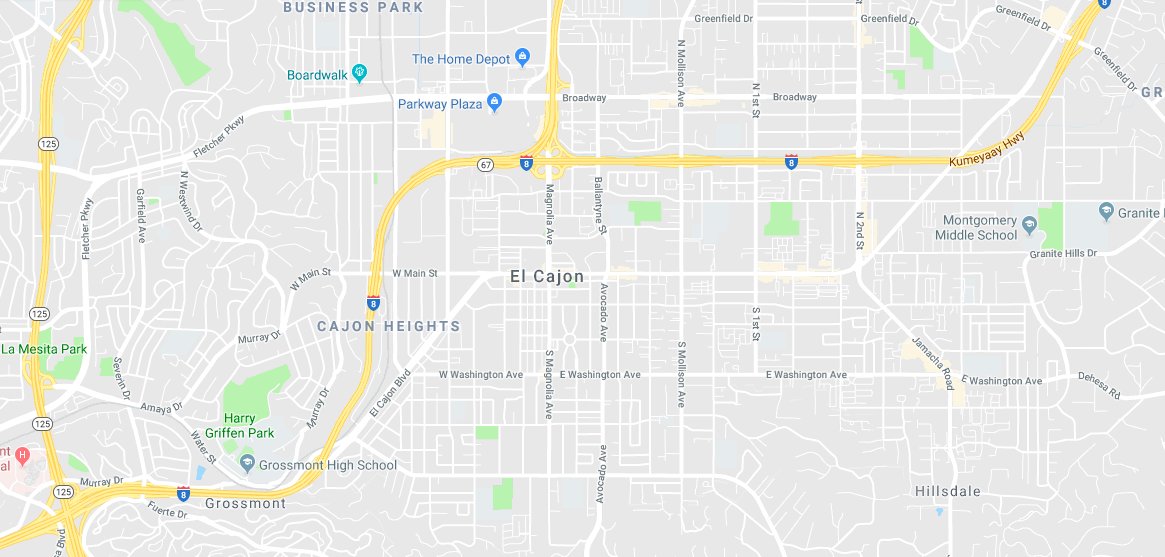 BUSINESS PARK
8
Greenfield Dr
Greenfield Dr
Greenfield Dr
Greenfield Dr
The Home Depot
N Mollison Ave
Boardwalk
N 1st St
GR
Parkway Plaza
Broadway
Broadway
Fletcher Pkwy
125
67
8
8
Kumeyaay Hwy
N Westwind Dr
Garfield Ave
Fletcher Pkwy
Magnolia Ave
Ballantyne St
N 2nd St
Montgomery
Middle School
Granite
Granite Hills Dr
W Main St
W Main St
El Cajon
8
125
CAJON HEIGHTS
Avocado Ave
S 1st St
Murray Dr
La Mesita Park
S Magnolia Ave
S Mollison Ave
Jamacha Road
Severin Dr
W Washington Ave
E Washington Ave
E Washington Ave
E Washington Ave
Dehesa Rd
El Cajon Blvd
Amaya Dr
Murray Dr
125
Harry
Griffen Park
Water St
H
nt
al
Grossmont High School
Avocado Ave
Murray Dr
125
8
Grossmont
Fuerte Dr
Hillsdale
sa Blvd